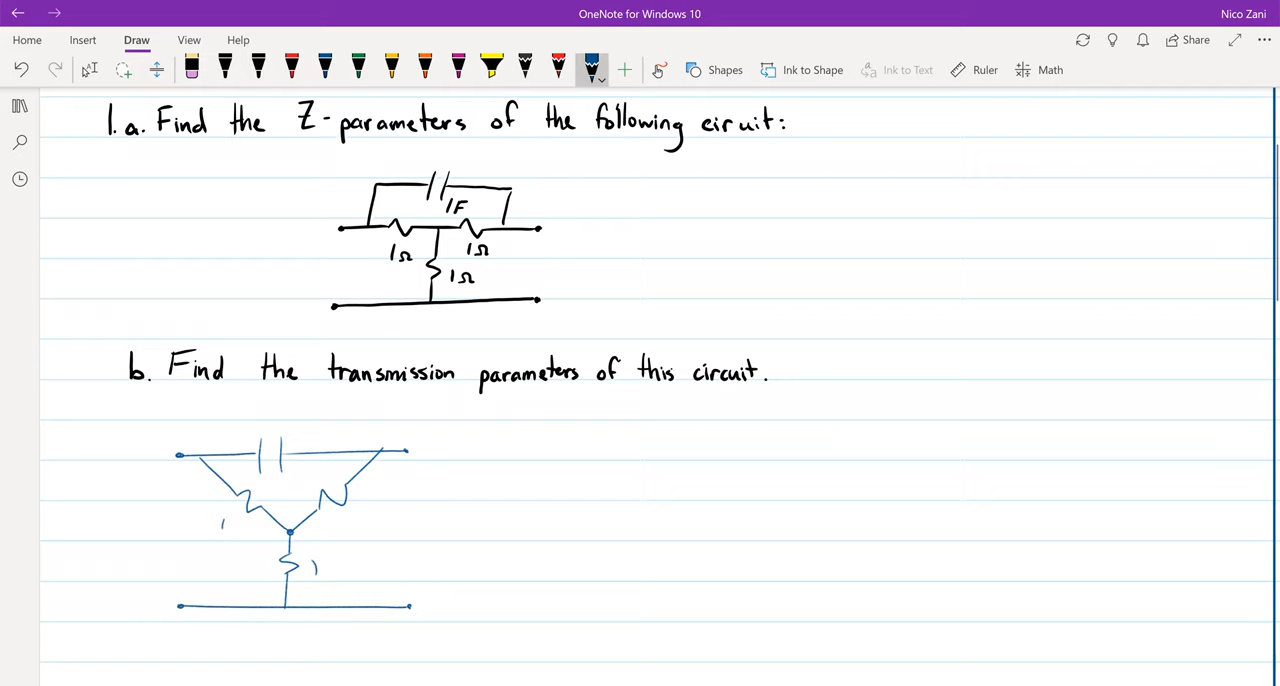 OneNote for Windows 10
Nico Zani
Home Insert Draw View Help
Share
Shapes Ink to Shape Ink to Text Ruler Math
1. a. Find the Z-parameters of the following circuit:
1F
1Ω 1Ω
1Ω
b. Find the transmission parameters of this circuit.
1
1